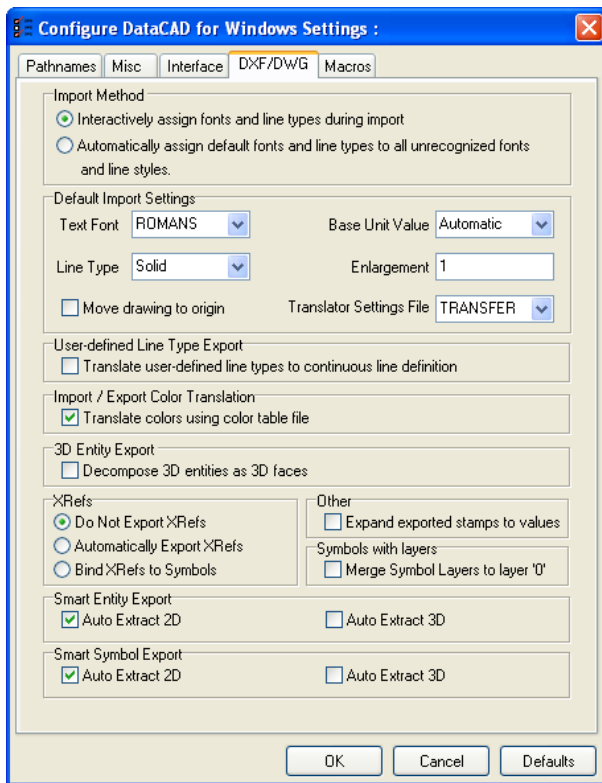 Configure DataCAD for Windows Settings :
Pathnames Misc Interface DXF/DWG Macros
Import Method
Interactively assign fonts and line types during import
Automatically assign default fonts and line types to all unrecognized fonts
and line styles.
Default Import Settings
Text Font ROMANS Base Unit Value Automatic
Line Type Solid Enlargement 1
Move drawing to origin Translator Settings File TRANSFER
User-defined Line Type Export
Translate user-defined line types to continuous line definition
Import / Export Color Translation
Translate colors using color table file
3D Entity Export
Decompose 3D entities as 3D faces
XRefs
Do Not Export XRefs
Automatically Export XRefs
Bind XRefs to Symbols
Other
Expand exported stamps to values
Symbols with layers
Merge Symbol Layers to layer '0'
Smart Entity Export
Auto Extract 2D Auto Extract 3D
Smart Symbol Export
Auto Extract 2D Auto Extract 3D
OK Cancel Defaults